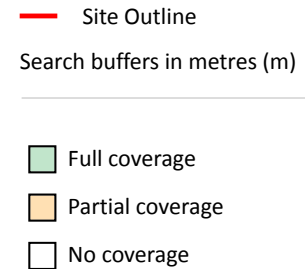 Site Outline
Search buffers in metres (m)
Full coverage
Partial coverage
No coverage